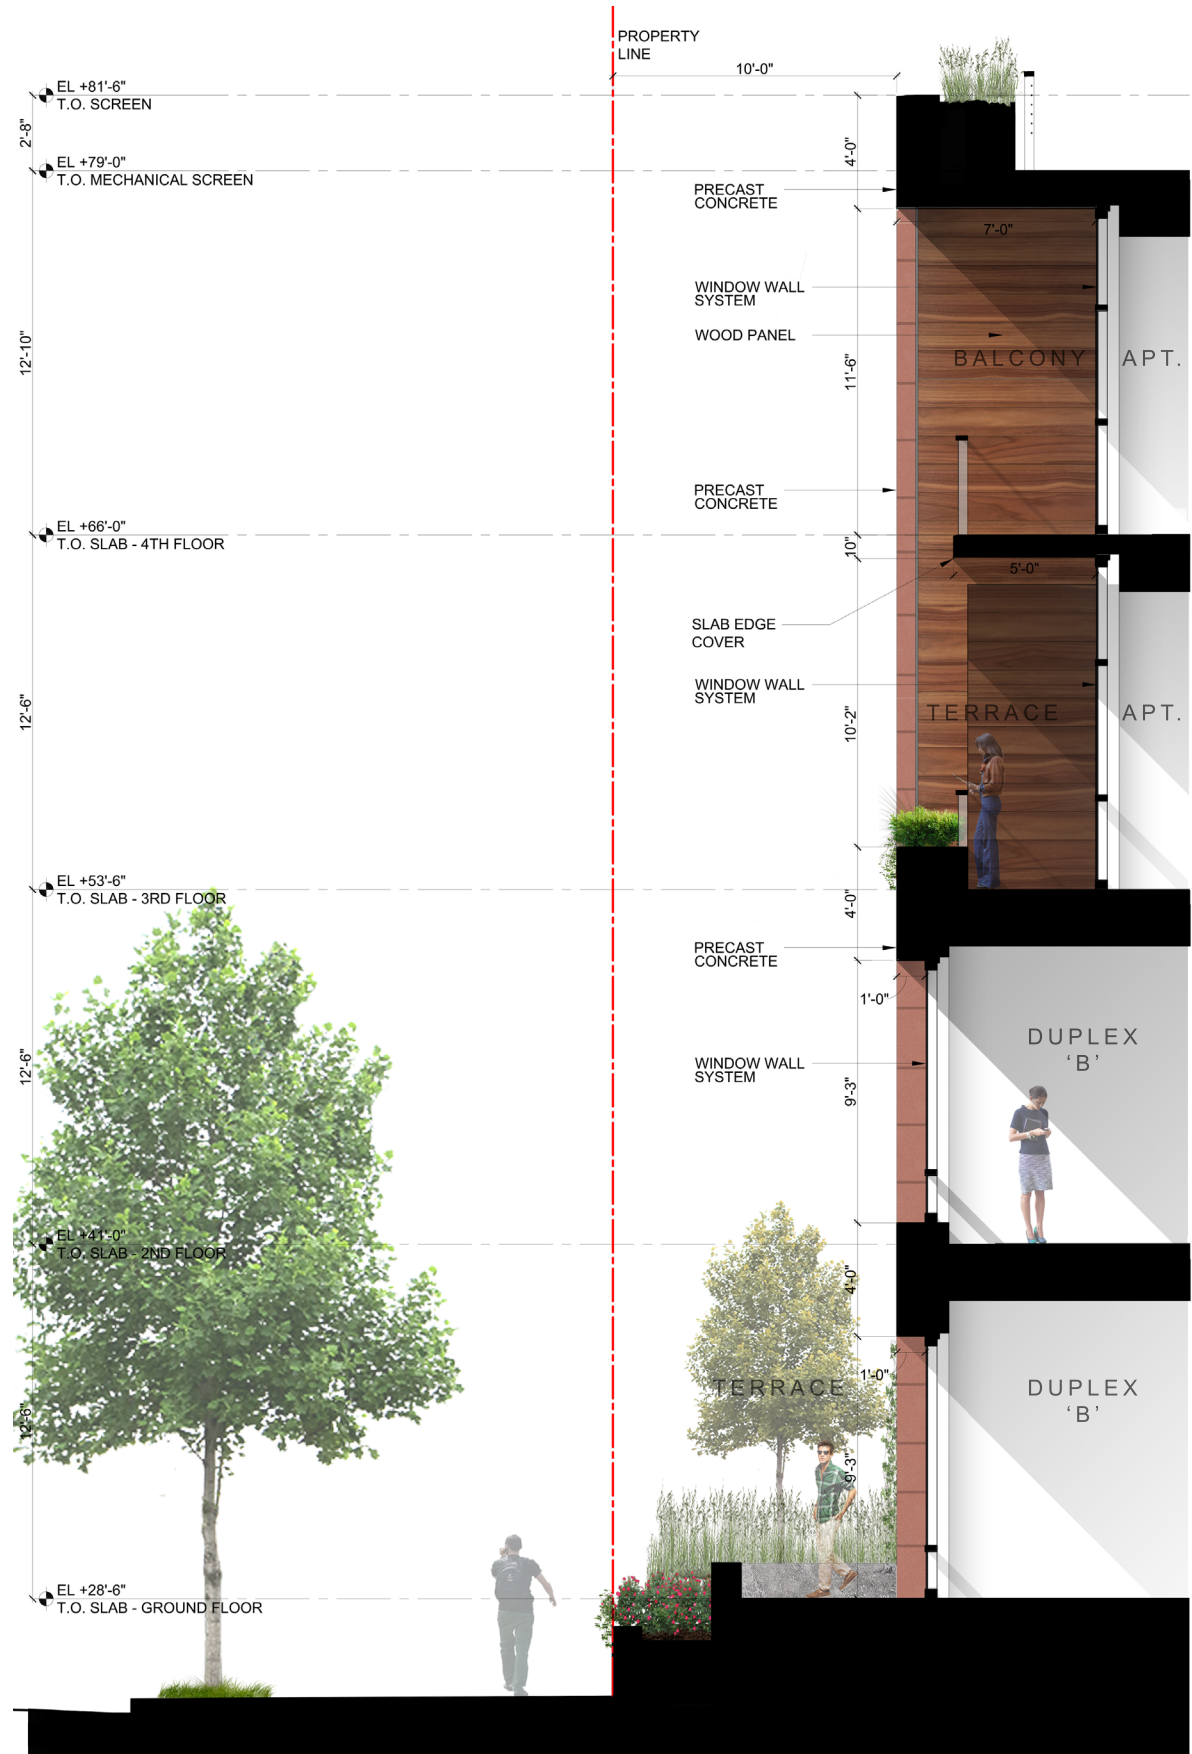 PROPERTY
LINE
10'-0"
EL +81'-6"
T.O. SCREEN
2'-8"
4'-0"
EL +79'-0"
T.O. MECHANICAL SCREEN
PRECAST
CONCRETE
7'-0"
WINDOW WALL
SYSTEM
WOOD PANEL
12'-10"
11'-6"
BALCONY
APT.
PRECAST
CONCRETE
EL +66'-0"
T.O. SLAB - 4TH FLOOR
10"
5'-0"
SLAB EDGE
COVER
WINDOW WALL
SYSTEM
12'-6"
10'-2"
TERRACE
APT.
EL +53'-6"
T.O. SLAB - 3RD FLOOR
4'-0"
PRECAST
CONCRETE
1'-0"
DUPLEX
‘B’
WINDOW WALL
SYSTEM
12'-6"
9'-3"
EL +41'-0"
T.O. SLAB - 2ND FLOOR
4'-0"
1'-0"
TERRACE
DUPLEX
‘B’
12'-6"
9'-3"
EL +28'-6"
T.O. SLAB - GROUND FLOOR